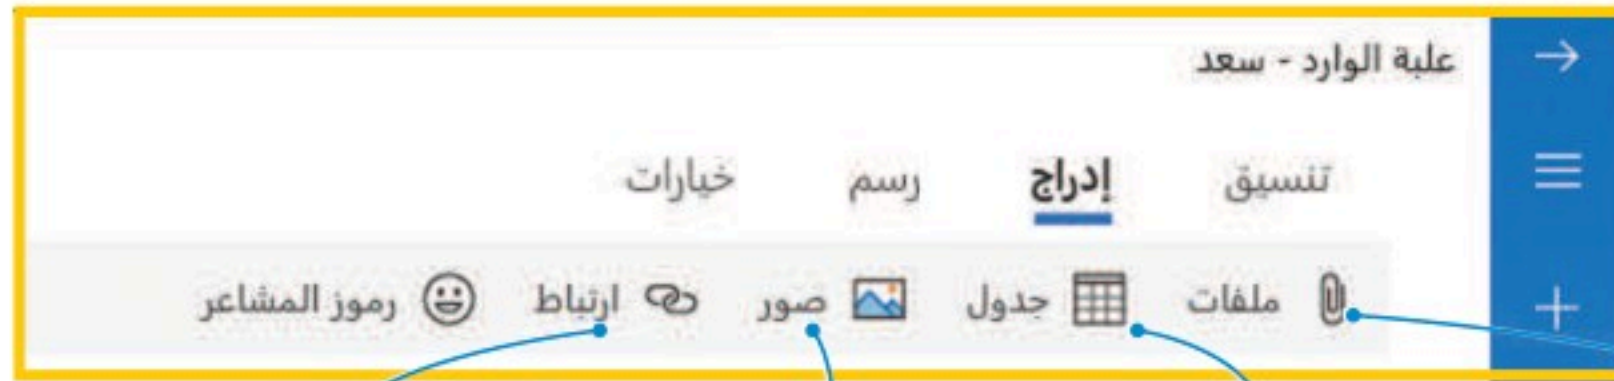 علبة الوارد - سعد
تنسيق إدراج رسم خيارات
ملفات جدول صور ارتباط رموز المشاعر